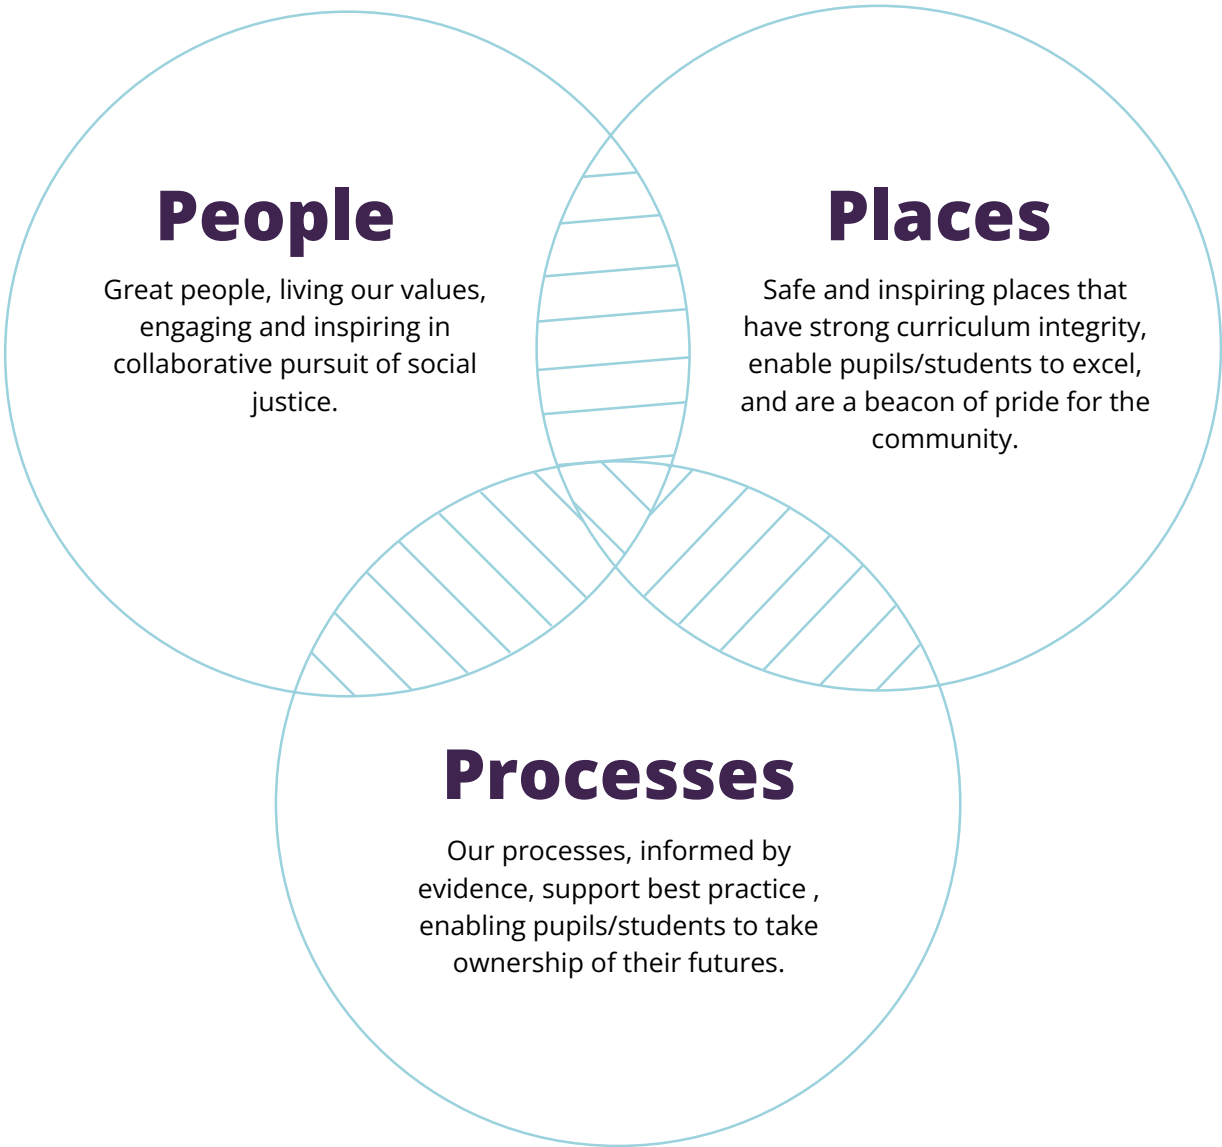 People
Great people, living our values,
engaging and inspiring in
collaborative pursuit of social
justice.
Places
Safe and inspiring places that
have strong curriculum integrity,
enable pupils/students to excel,
and are a beacon of pride for the
community.
Processes
Our processes, informed by
evidence, support best practice ,
enabling pupils/students to take
ownership of their futures.